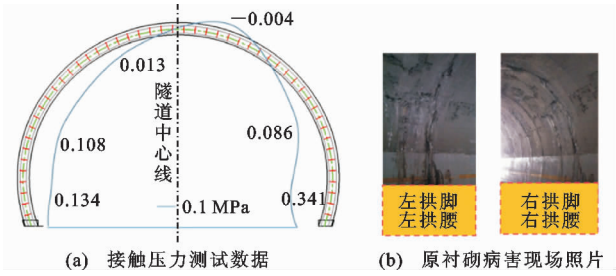 -0.004
0.013
隧道中心线
0.108
0.086
0.134
0.1 MPa
0.341
(a) 接触压力测试数据
左拱脚
左拱腰
右拱脚
右拱腰
(b) 原衬砌病害现场照片